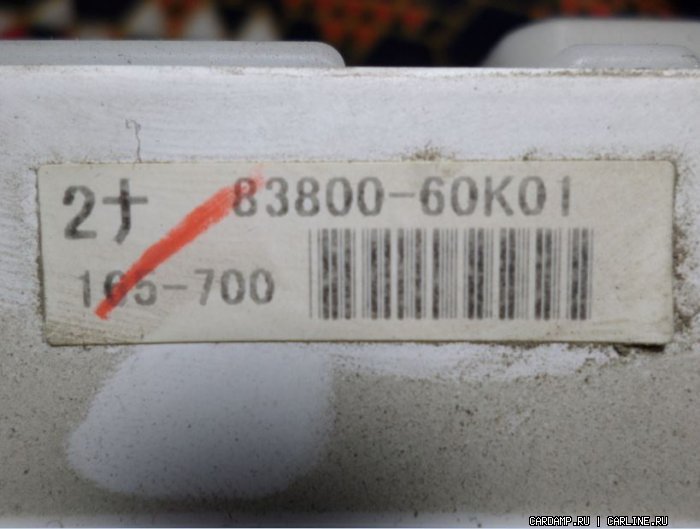 2ナ 83800-60K01
165-700
CARDAMP.RU | CARLINE.RU